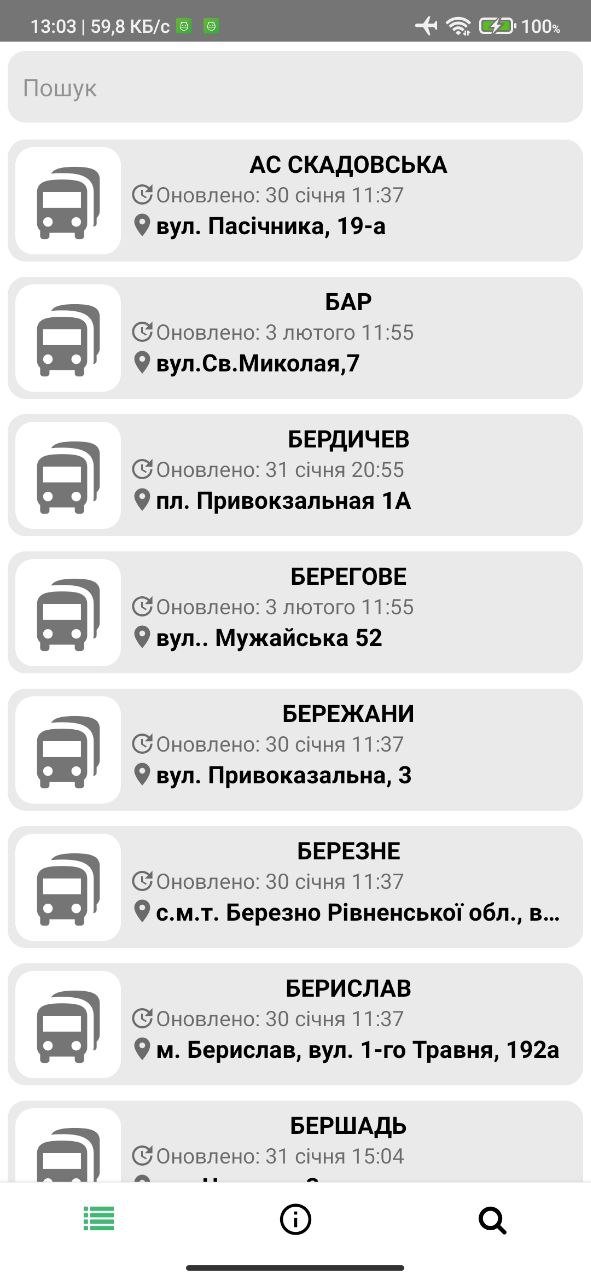 13:03 | 59,8 КБ/с
100%
Пошук
АС СКАДОВСЬКА
Оновлено: 30 січня 11:37
вул. Пасічника, 19-а
БАР
Оновлено: 3 лютого 11:55
вул.Св.Миколая,7
БЕРДИЧЕВ
Оновлено: 31 січня 20:55
пл. Привокзальная 1А
БЕРЕГОВЕ
Оновлено: 3 лютого 11:55
вул.. Мужайська 52
БЕРЕЖАНИ
Оновлено: 30 січня 11:37
вул. Привоказальна, 3
БЕРЕЗНЕ
Оновлено: 30 січня 11:37
с.м.т. Березно Рівненської обл., в…
БЕРИСЛАВ
Оновлено: 30 січня 11:37
м. Берислав, вул. 1-го Травня, 192а
БЕРШАДЬ
Оновлено: 31 січня 15:04